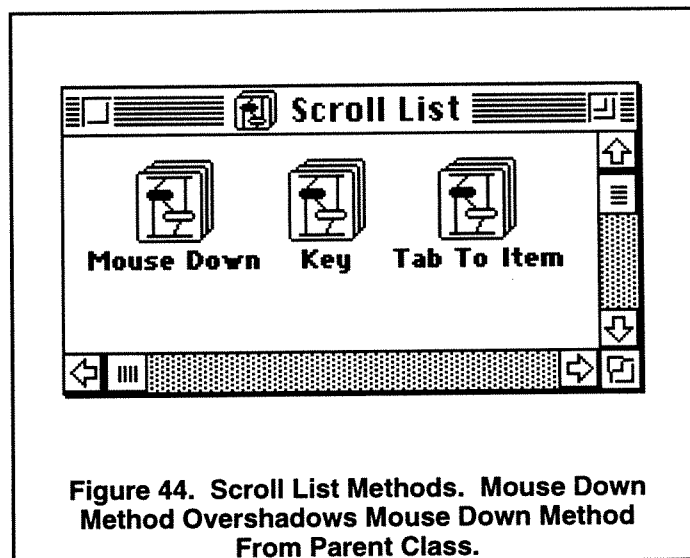 Scroll List
Mouse Down Key Tab To Item
Figure 44. Scroll List Methods. Mouse Down
Method Overshadows Mouse Down Method
From Parent Class.